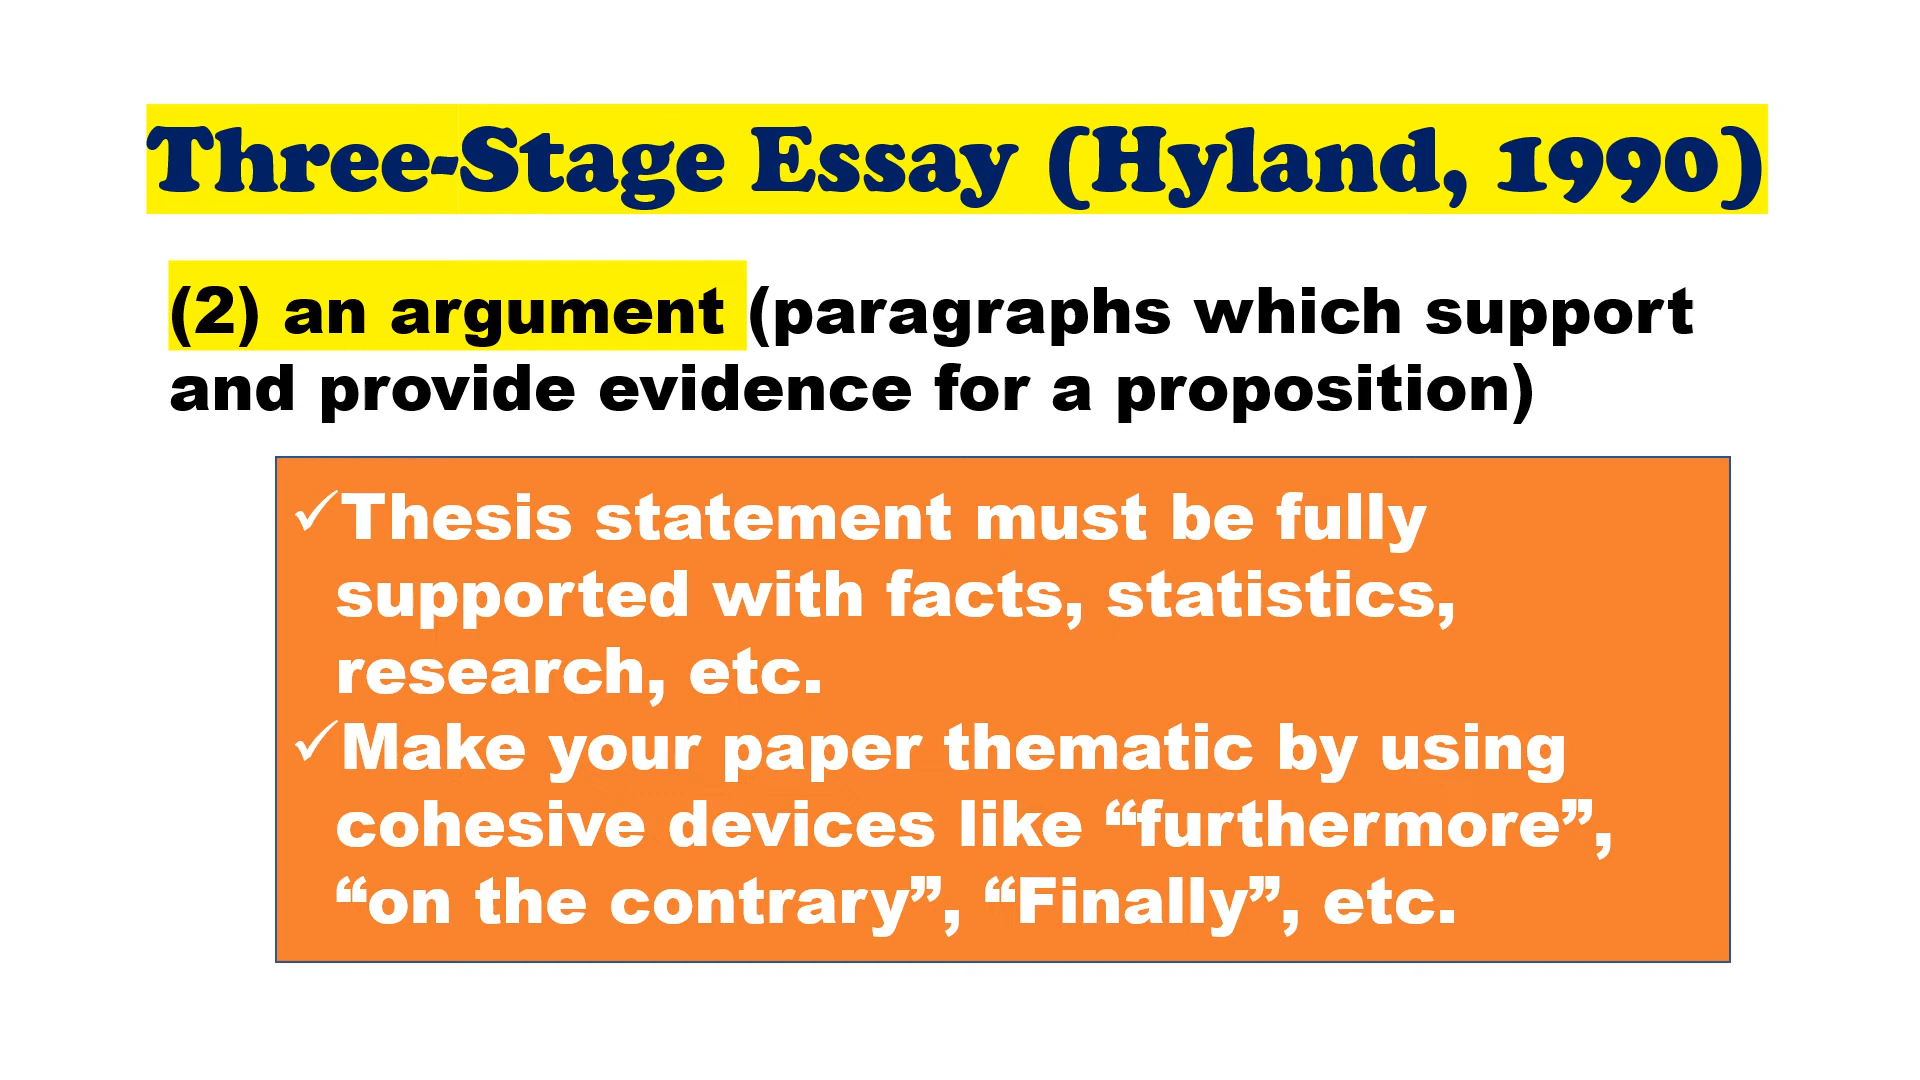 Three-Stage Essay (Hyland, 1990)
(2) an argument (paragraphs which support
and provide evidence for a proposition)
✓Thesis statement must be fully
supported with facts, statistics,
research, etc.
✓Make your paper thematic by using
cohesive devices like “furthermore”,
“on the contrary”, “Finally”, etc.